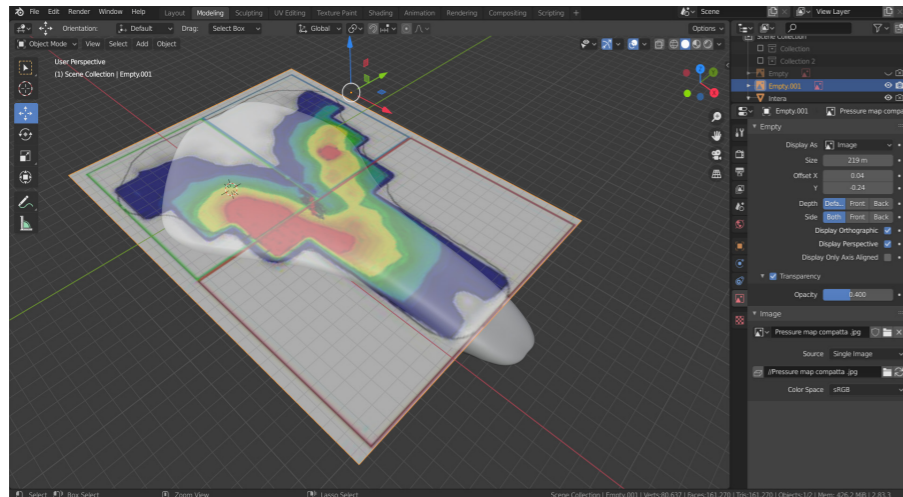 File Edit Render Window Help Layout Modeling Sculpting UV Editing Texture Paint Shading Animation Rendering Compositing Scripting + Scene View Layer
Orientation: Default Drag: Select Box Global Options
Object Mode View Select Add Object
User Perspective
(1) Scene Collection | Empty.001
Scene Collection
Collection
Collection 2
Empty
Empty.001
Intera
Empty.001 Pressure map compa
Empty
Display As Image
Size 219 m
Offset X 0.04
Y -0.24
Depth Defa... Front Back
Side Both Front Back
Display Orthographic
Display Perspective
Display Only Axis Aligned
Transparency
Opacity 0.400
Image
Pressure map compatta .jpg
Source Single Image
//Pressure map compatta .jpg
Color Space sRGB
Select Box Select Zoom View Lasso Select Scene Collection | Empty.001 | Verts:80,637 | Faces:161,270 | Tris:161,270 | Objects:1/2 | Mem: 426.2 MB | 2.83.3